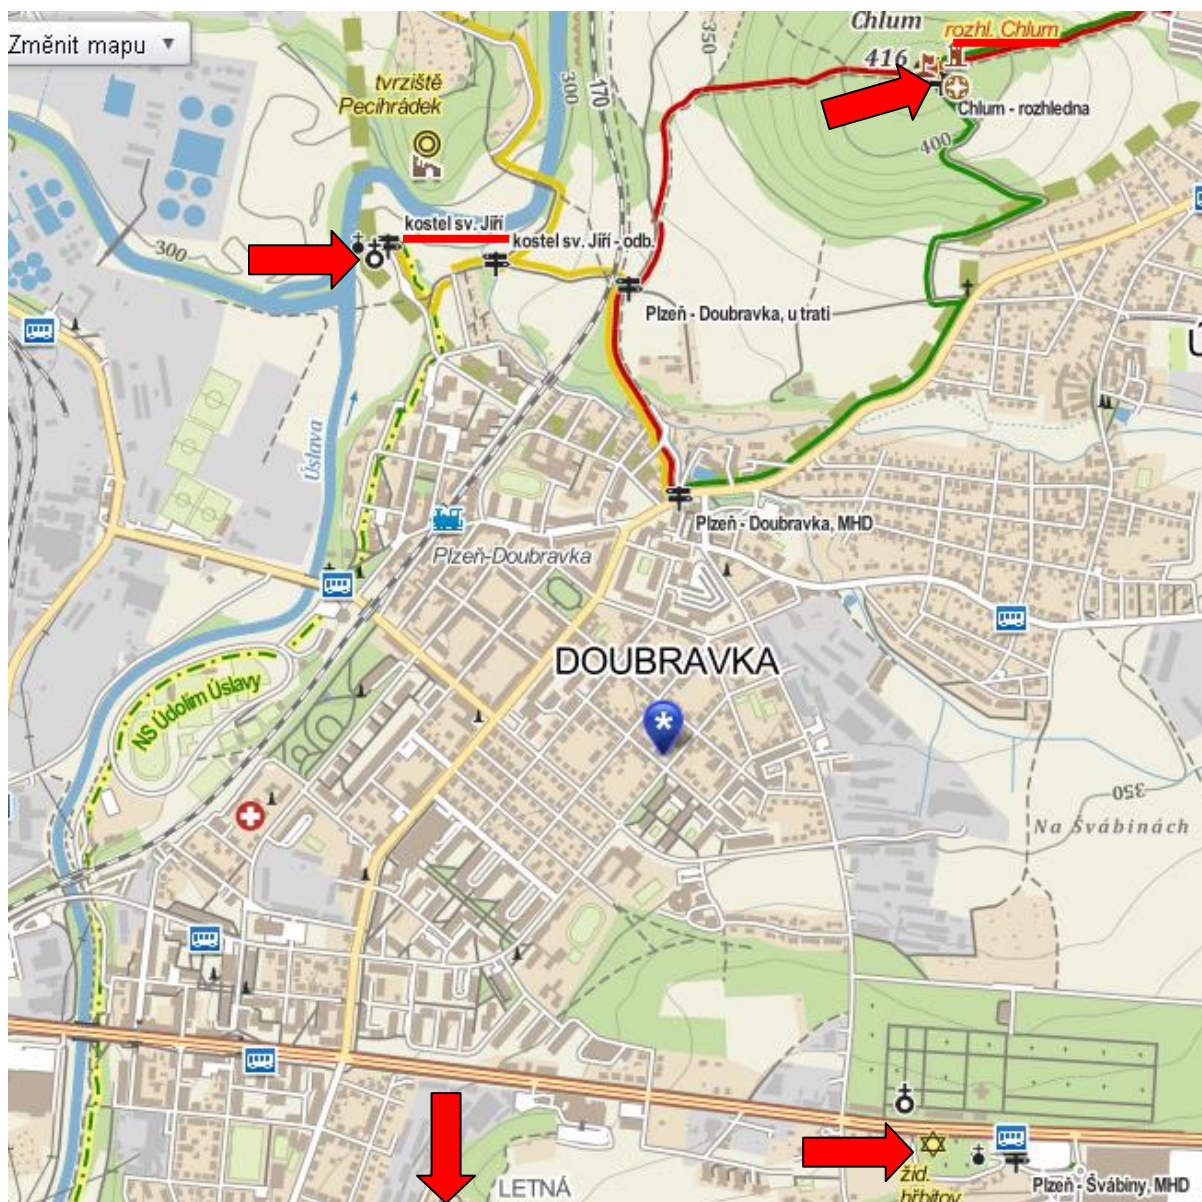 Změnit mapu
Chlum
rozhl. Chlum
416
350
170
300
tvrziště
Pecihrádek
Chlum - rozhledna
400
kostel sv. Jiří
kostel sv. Jiří - odb.
300
Plzeň - Doubravka, u trati
U
Úslava
Plzeň - Doubravka, MHD
Plzeň-Doubravka
DOUBRAVKA
NS Údolím Úslavy
350
Na Švábinách
LETNÁ
žid.
hřbitov
Plzeň - Švábiny, MHD